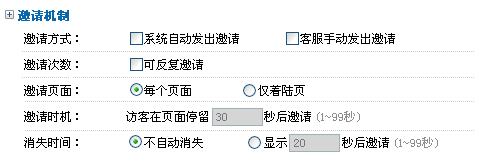 邀请机制
邀请方式： 系统自动发出邀请 客服手动发出邀请
邀请次数： 可反复邀请
邀请页面： 每个页面 仅着陆页
邀请时机： 访客在页面停留 30 秒后邀请 (1~99秒)
消失时间： 不自动消失 显示 20 秒后邀请 (1~99秒)